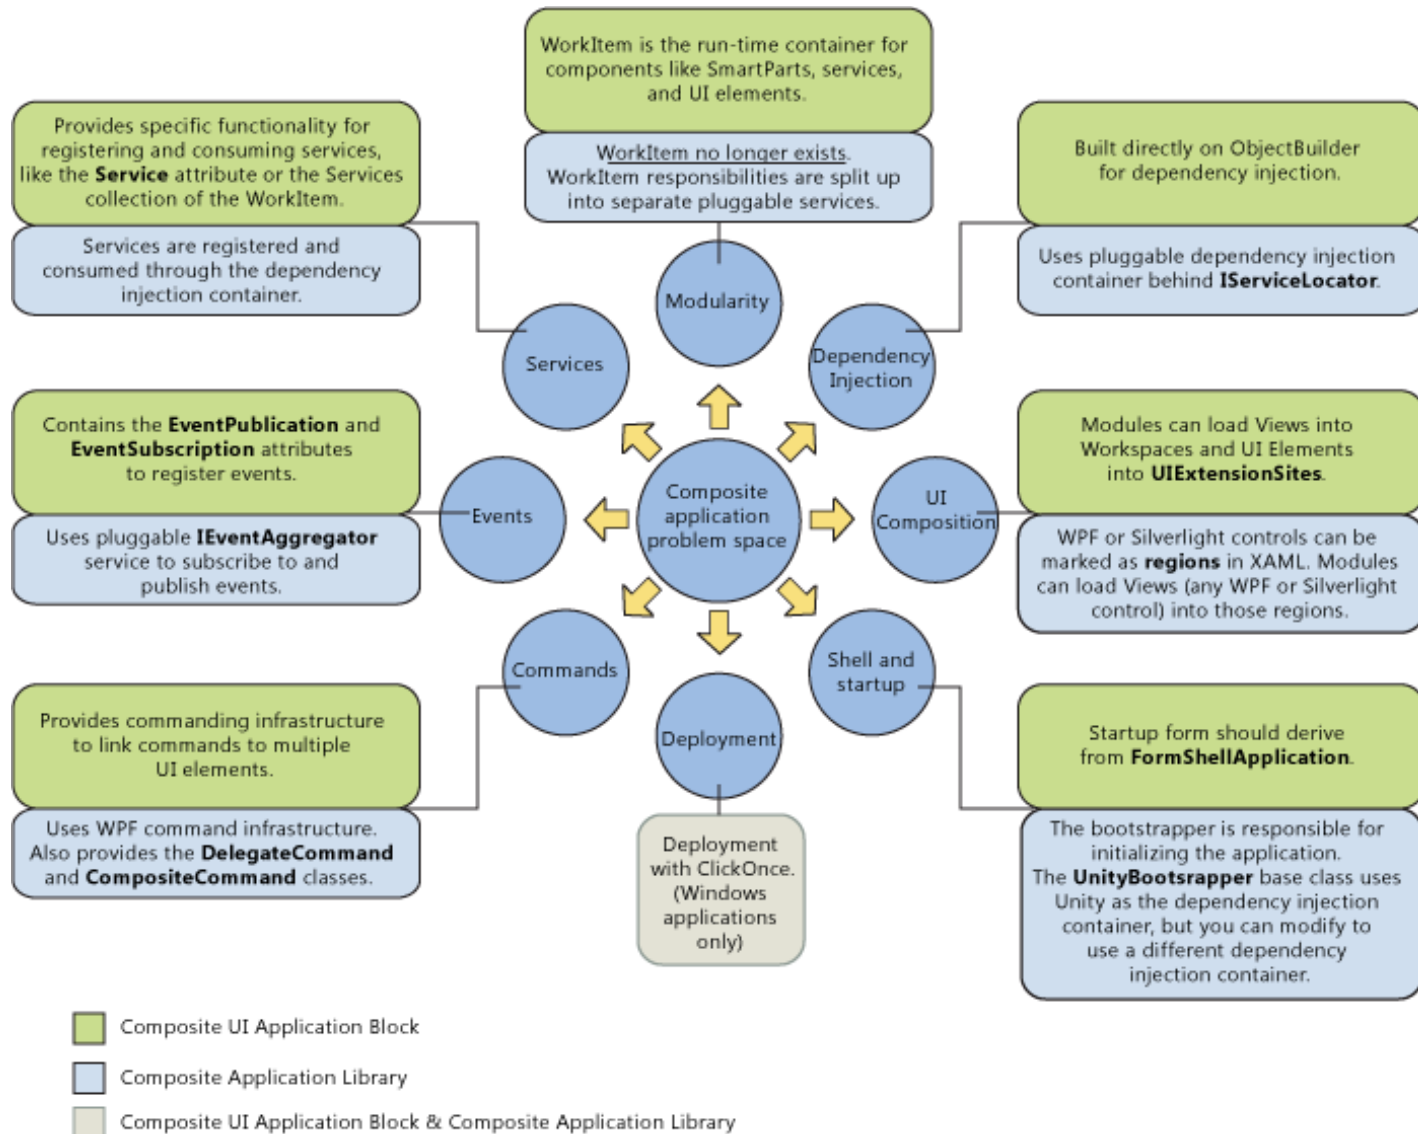 WorkItem is the run-time container for
components like SmartParts, services,
and UI elements.
WorkItem no longer exists.
WorkItem responsibilities are split up
into separate pluggable services.
Provides specific functionality for
registering and consuming services,
like the Service attribute or the Services
collection of the WorkItem.
Services are registered and
consumed through the dependency
injection container.
Built directly on ObjectBuilder
for dependency injection.
Uses pluggable dependency injection
container behind IServiceLocator.
Modularity
Services
Dependency
Injection
Contains the EventPublication and
EventSubscription attributes
to register events.
Uses pluggable IEventAggregator
service to subscribe to and
publish events.
Events
Composite
application
problem space
UI
Composition
Modules can load Views into
Workspaces and UI Elements
into UIExtensionSites.
WPF or Silverlight controls can be
marked as regions in XAML. Modules
can load Views (any WPF or Silverlight
control) into those regions.
Commands
Deployment
Shell and
startup
Provides commanding infrastructure
to link commands to multiple
UI elements.
Uses WPF command infrastructure.
Also provides the DelegateCommand
and CompositeCommand classes.
Deployment
with ClickOnce.
(Windows
applications
only)
Startup form should derive
from FormShellApplication.
The bootstrapper is responsible for
initializing the application.
The UnityBootsrapper base class uses
Unity as the dependency injection
container, but you can modify to
use a different dependency
injection container.
Composite UI Application Block
Composite Application Library
Composite UI Application Block & Composite Application Library